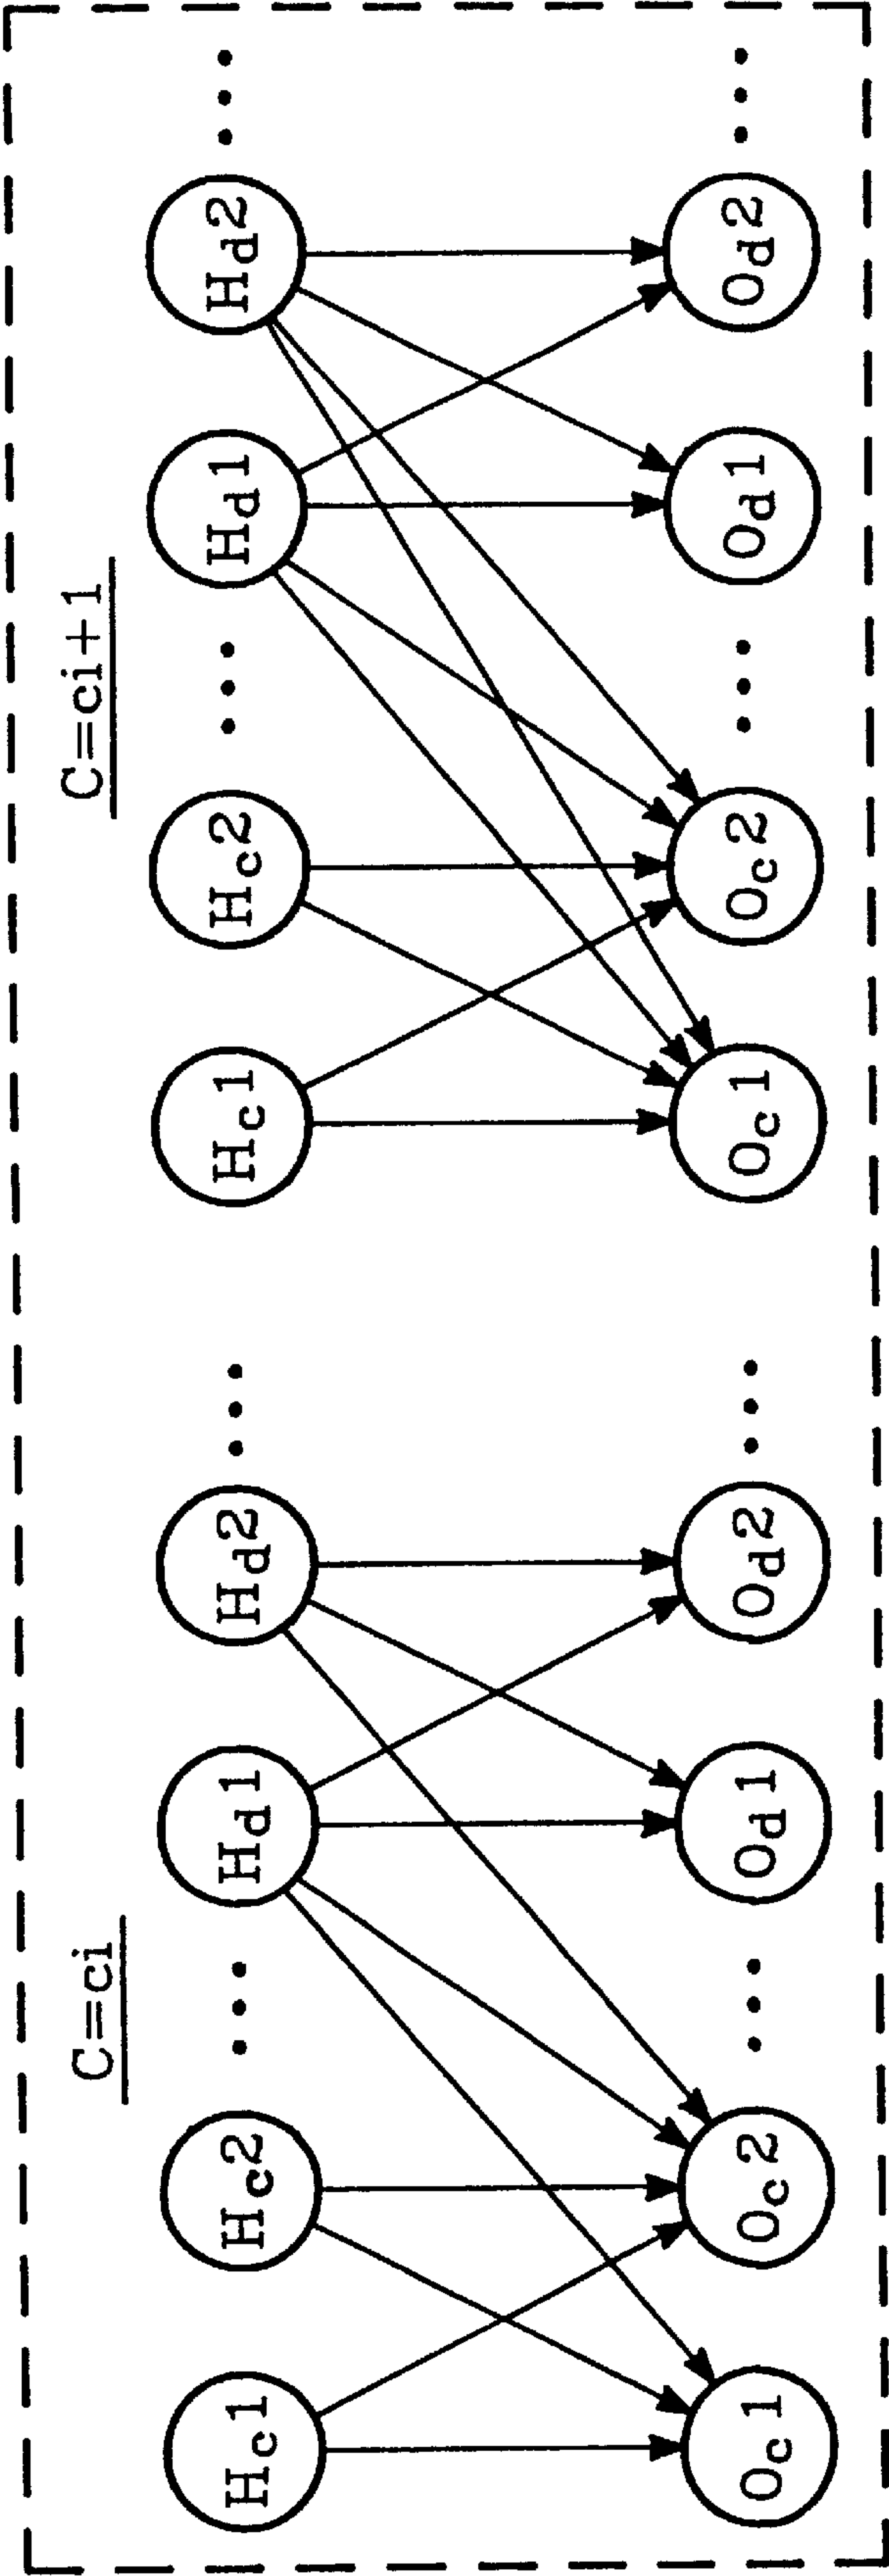 C=ci
C=ci+1
Hc1 Hc2 ... Hd1 Hd2 ... Hc1 Hc2 ... Hd1 Hd2 ...
Oc1 Oc2 ... Od1 Od2 ... Oc1 Oc2 ... Od1 Od2 ...